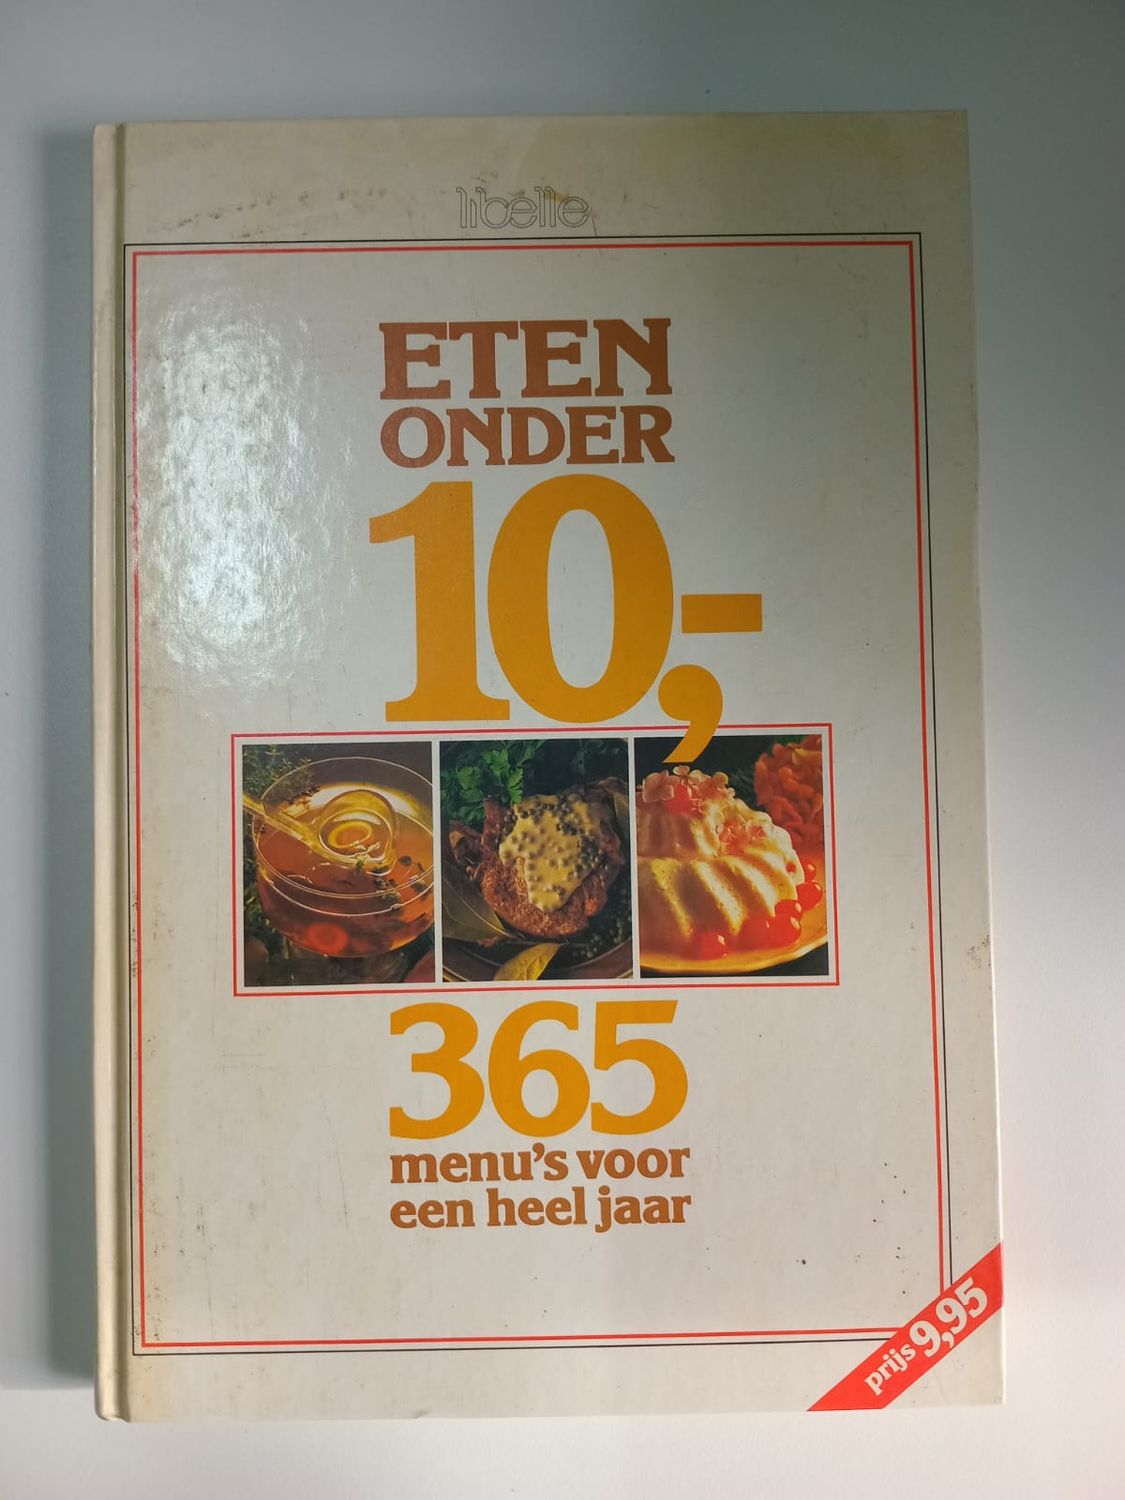 libelle
ETEN
ONDER
10,-
365
menu's voor
een heel jaar
prijs 9,95